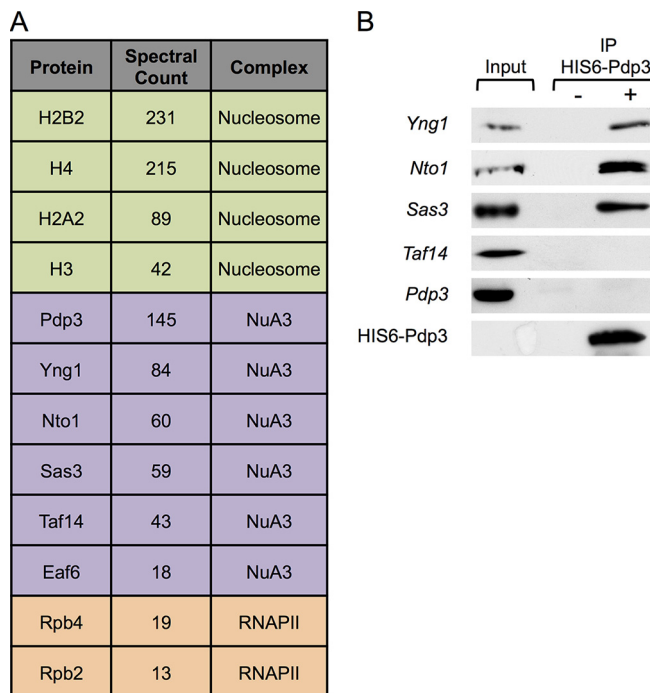 A
Protein Spectral Count Complex
H2B2 231 Nucleosome
H4 215 Nucleosome
H2A2 89 Nucleosome
H3 42 Nucleosome
Pdp3 145 NuA3
Yng1 84 NuA3
Nto1 60 NuA3
Sas3 59 NuA3
Taf14 43 NuA3
Eaf6 18 NuA3
Rpb4 19 RNAPII
Rpb2 13 RNAPII
B
IP
Input HIS6-Pdp3
- +
Yng1
Nto1
Sas3
Taf14
Pdp3
HIS6-Pdp3